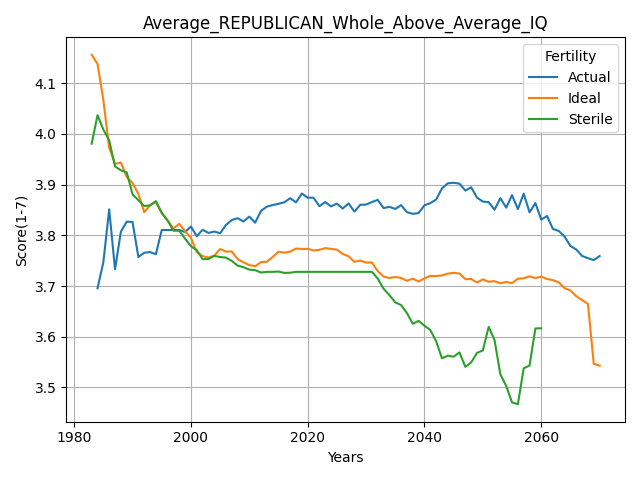 Average_REPUBLICAN_Whole_Above_Average_IQ
Fertility
Actual
Ideal
Sterile
Score(1-7)
4.1
4.0
3.9
3.8
3.7
3.6
3.5
1980 2000 2020 2040 2060
Years